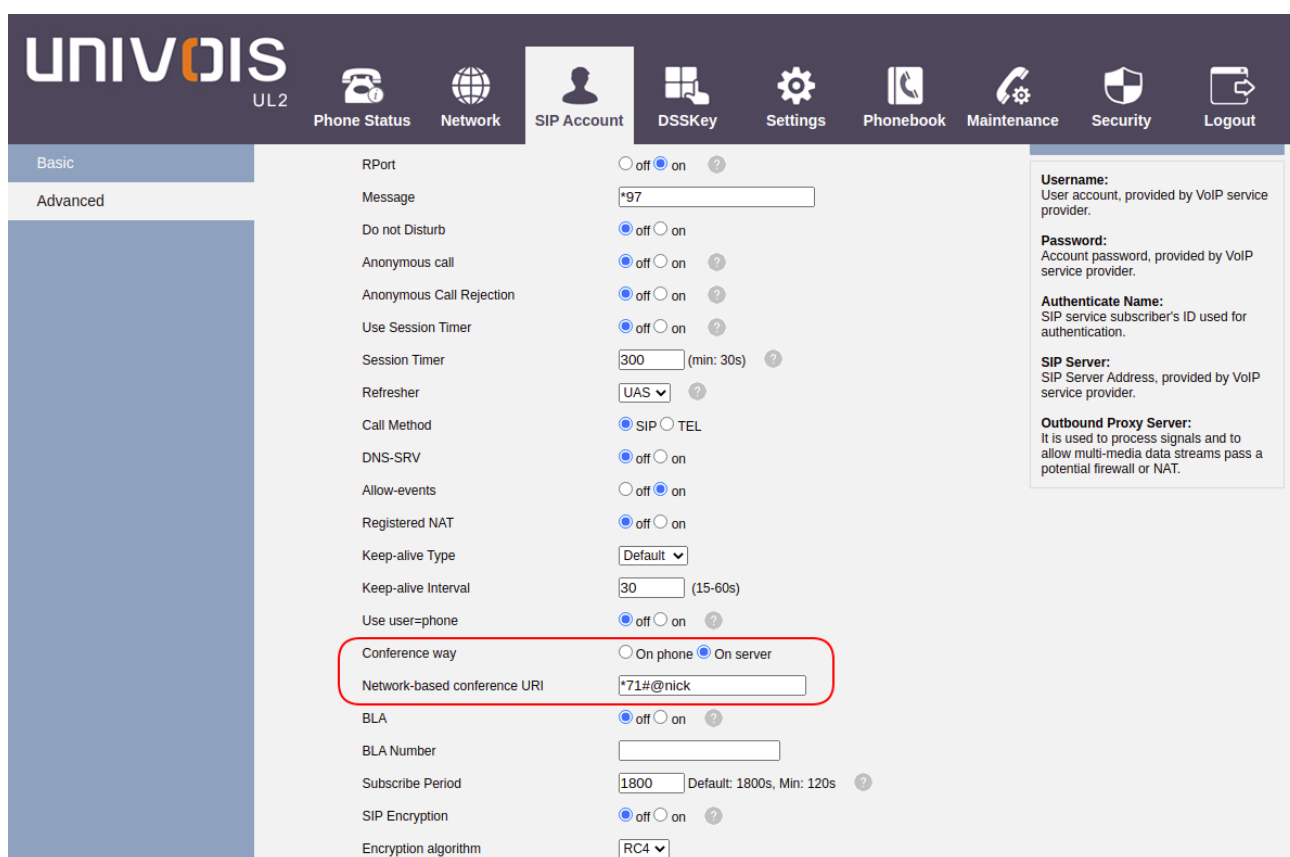 UNIVOIS
UL2
Phone Status Network SIP Account DSSKey Settings Phonebook Maintenance Security Logout
Basic
Advanced
RPort off on ?
Message *97
Do not Disturb off on
Anonymous call off on ?
Anonymous Call Rejection off on ?
Use Session Timer off on ?
Session Timer 300 (min: 30s) ?
Refresher UAS ?
Call Method SIP TEL
DNS-SRV off on
Allow-events off on
Registered NAT off on
Keep-alive Type Default
Keep-alive Interval 30 (15-60s)
Use user=phone off on ?
Conference way On phone On server
Network-based conference URI *71#@nick
BLA off on ?
BLA Number
Subscribe Period 1800 Default: 1800s, Min: 120s ?
SIP Encryption off on ?
Encryption algorithm RC4
Username:
User account, provided by VoIP service
provider.
Password:
Account password, provided by VoIP
service provider.
Authenticate Name:
SIP service subscriber's ID used for
authentication.
SIP Server:
SIP Server Address, provided by VoIP
service provider.
Outbound Proxy Server:
It is used to process signals and to
allow multi-media data streams pass a
potential firewall or NAT.